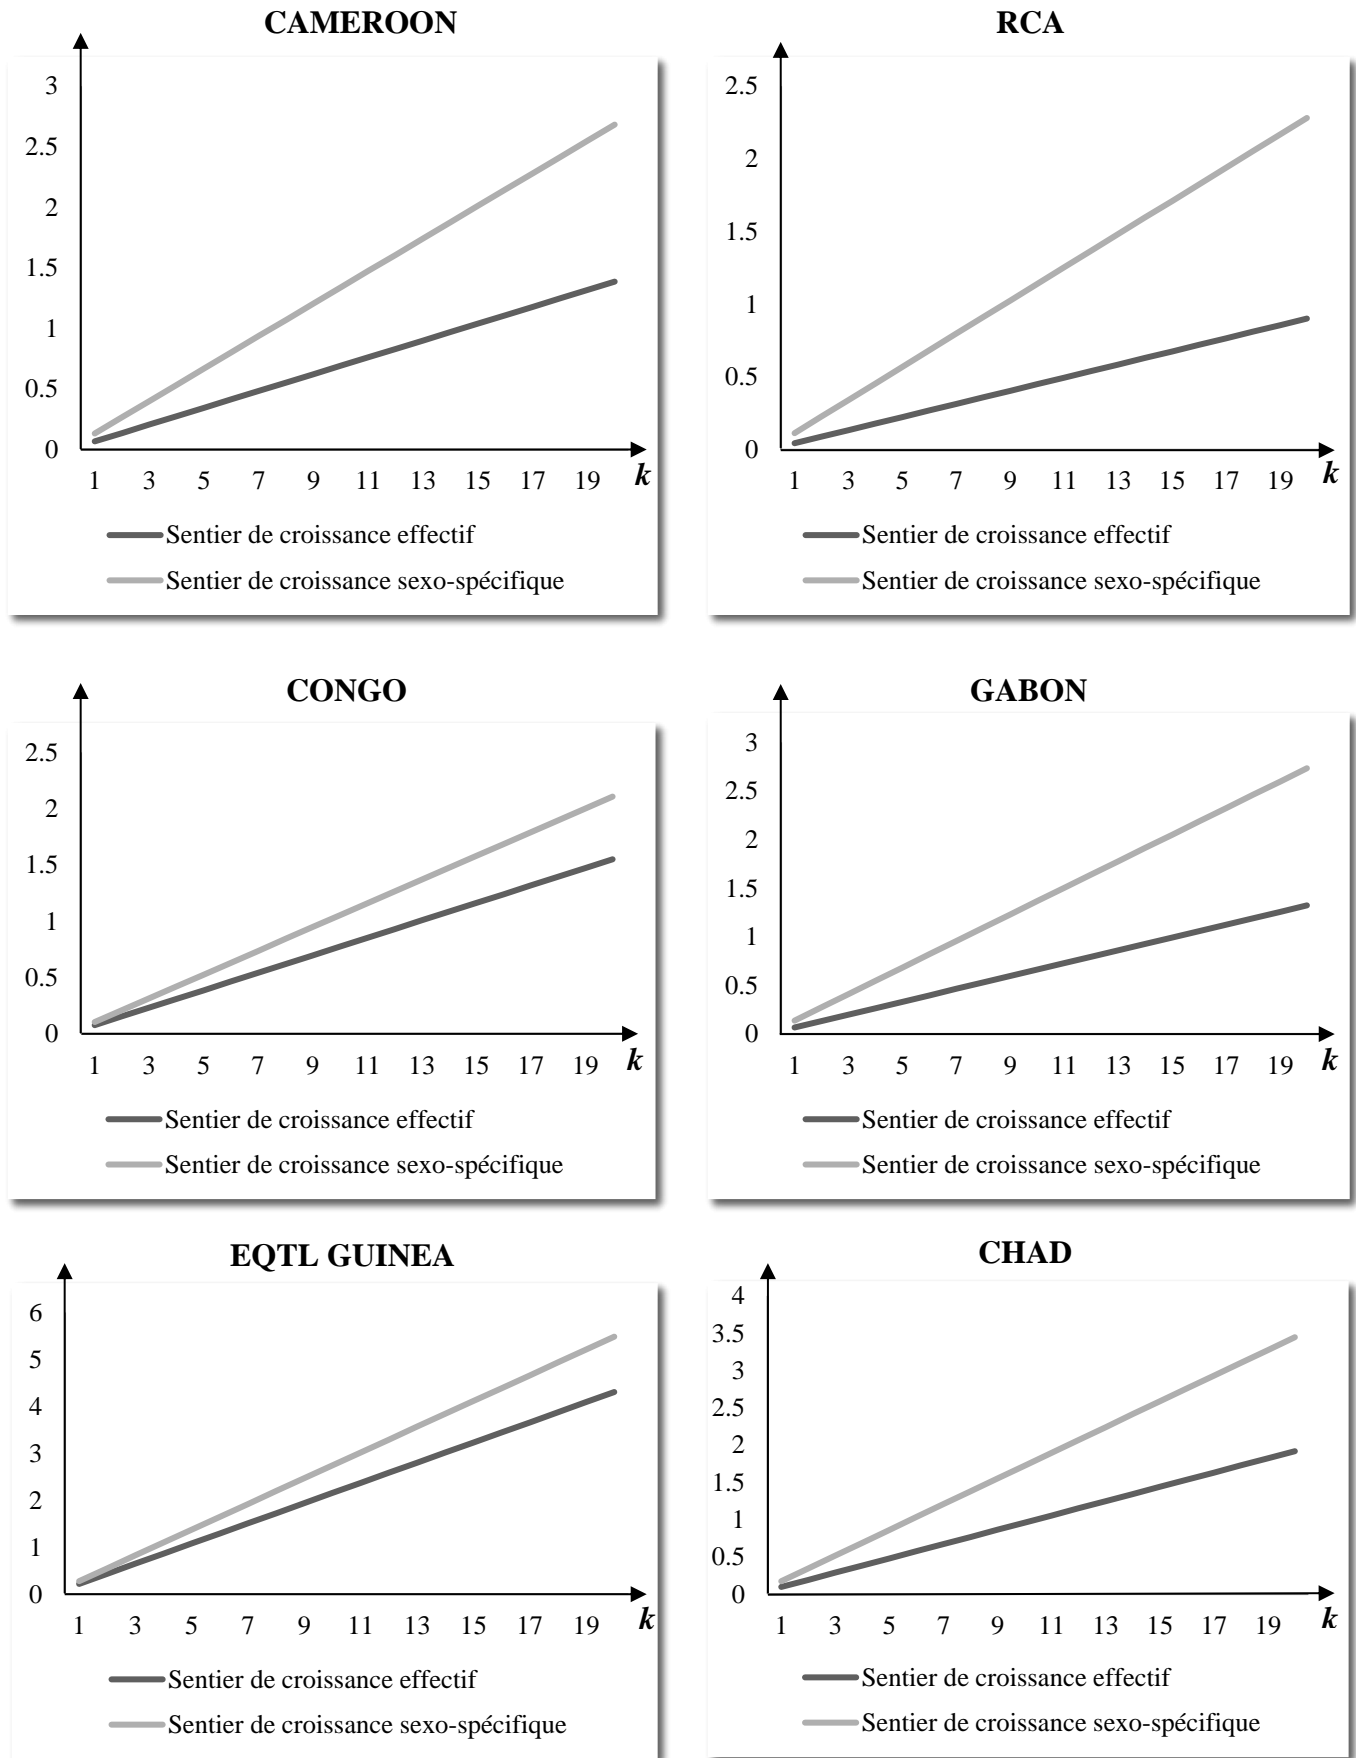 CAMEROON
3
2.5
2
1.5
1
0.5
0
1 3 5 7 9 11 13 15 17 19 k
Sentier de croissance effectif
Sentier de croissance sexo-spécifique
RCA
2.5
2
1.5
1
0.5
0
1 3 5 7 9 11 13 15 17 19 k
Sentier de croissance effectif
Sentier de croissance sexo-spécifique
CONGO
2.5
2
1.5
1
0.5
0
1 3 5 7 9 11 13 15 17 19 k
Sentier de croissance effectif
Sentier de croissance sexo-spécifique
GABON
3
2.5
2
1.5
1
0.5
0
1 3 5 7 9 11 13 15 17 19 k
Sentier de croissance effectif
Sentier de croissance sexo-spécifique
EQTL GUINEA
6
5
4
3
2
1
0
1 3 5 7 9 11 13 15 17 19 k
Sentier de croissance effectif
Sentier de croissance sexo-spécifique
CHAD
4
3.5
3
2.5
2
1.5
1
0.5
0
1 3 5 7 9 11 13 15 17 19 k
Sentier de croissance effectif
Sentier de croissance sexo-spécifique